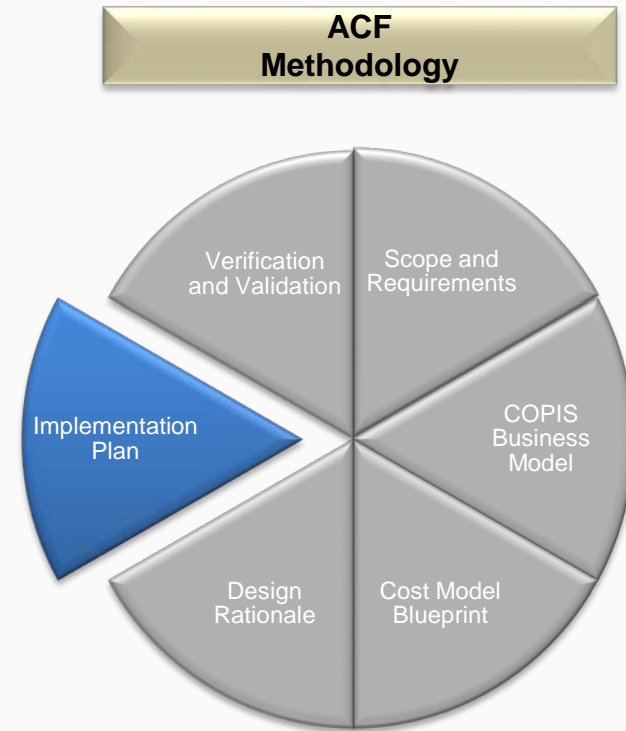 ACF
Methodology
Verification
and Validation
Scope and
Requirements
Implementation
Plan
COPIS
Business
Model
Design
Rationale
Cost Model
Blueprint